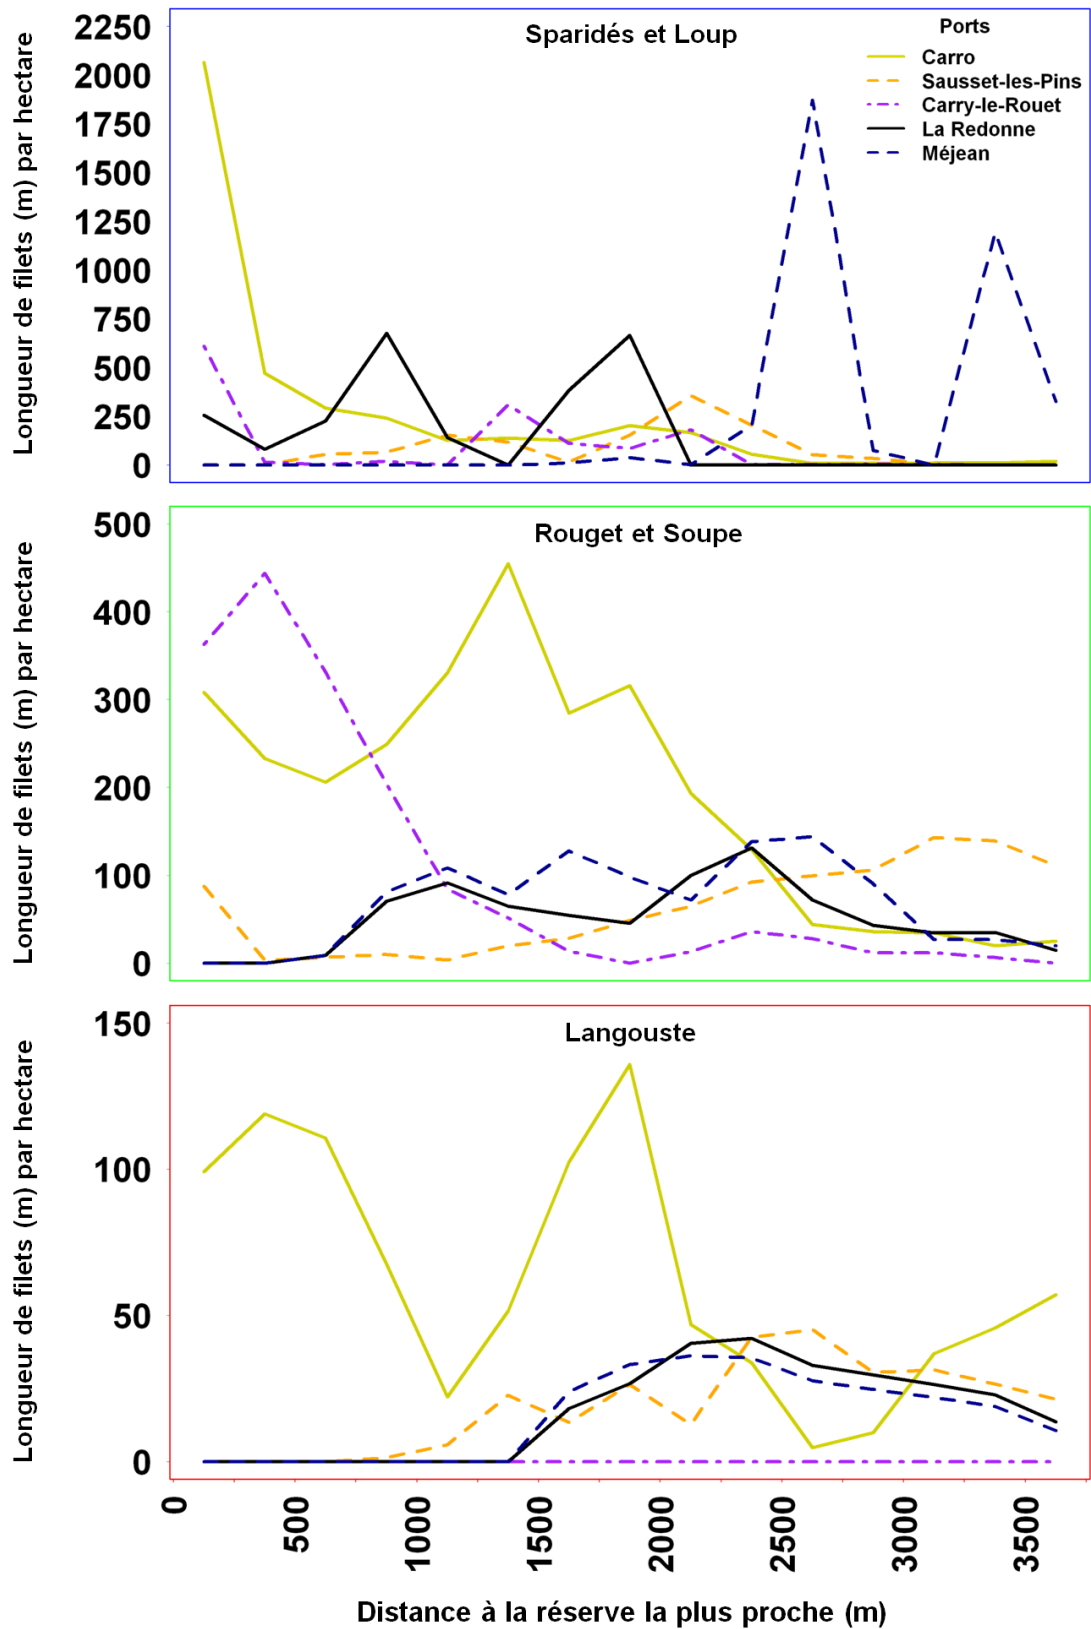 Sparidés et Loup
Longueur de filets (m) par hectare
2250
2000
1750
1500
1250
1000
750
500
250
0
Ports
Carro
Sausset-les-Pins
Carry-le-Rouet
La Redonne
Méjean
Rouget et Soupe
Longueur de filets (m) par hectare
500
400
300
200
100
0
Langouste
Longueur de filets (m) par hectare
150
100
50
0
0
500
1000
1500
2000
2500
3000
3500
Distance à la réserve la plus proche (m)